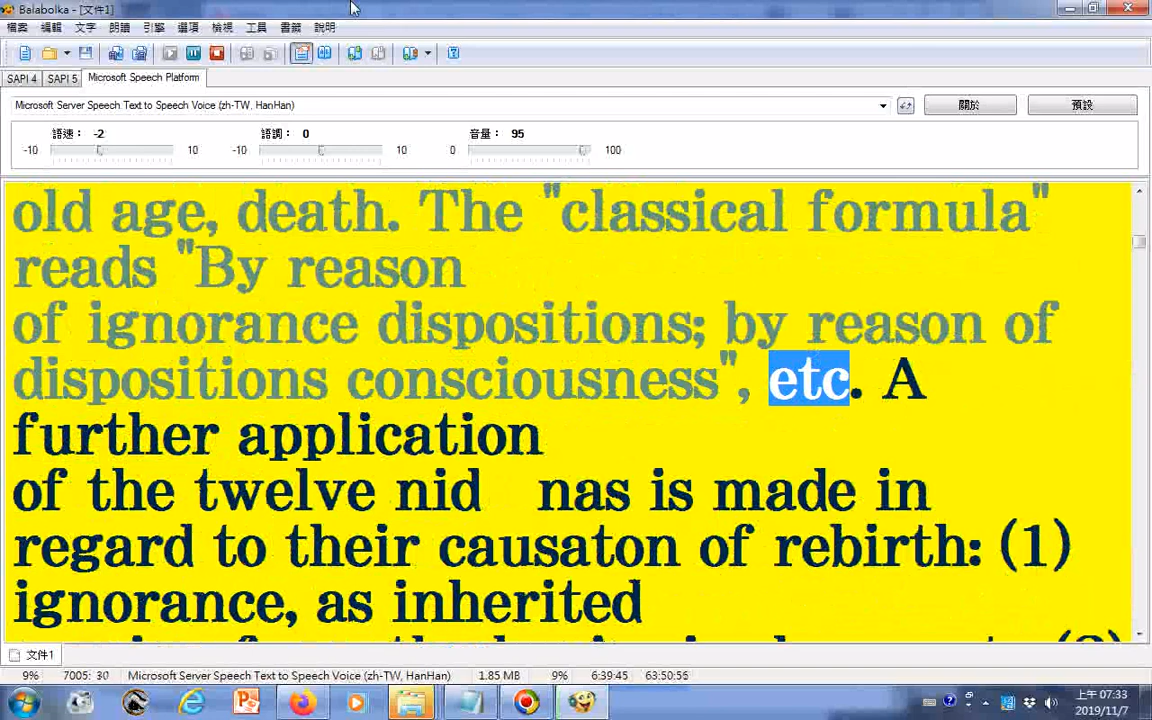 Balabolka - [文件1]
檔案 編輯 文字 朗讀 引擎 選項 檢視 工具 書籤 說明
SAPI 4 SAPI 5 Microsoft Speech Platform
Microsoft Server Speech Text to Speech Voice (zh-TW, HanHan) 關於 預設
語速： -2 語調： 0 音量： 95
-10 10 -10 10 0 100
old age, death. The "classical formula"
reads "By reason
of ignorance dispositions; by reason of
dispositions consciousness", etc. A
further application
of the twelve nid nas is made in
regard to their causaton of rebirth: (1)
ignorance, as inherited
文件1
9% 7005: 30 Microsoft Server Speech Text to Speech Voice (zh-TW, HanHan) 1.85 MB 9% 6:39:45 63:50:56
上午 07:33
2019/11/7